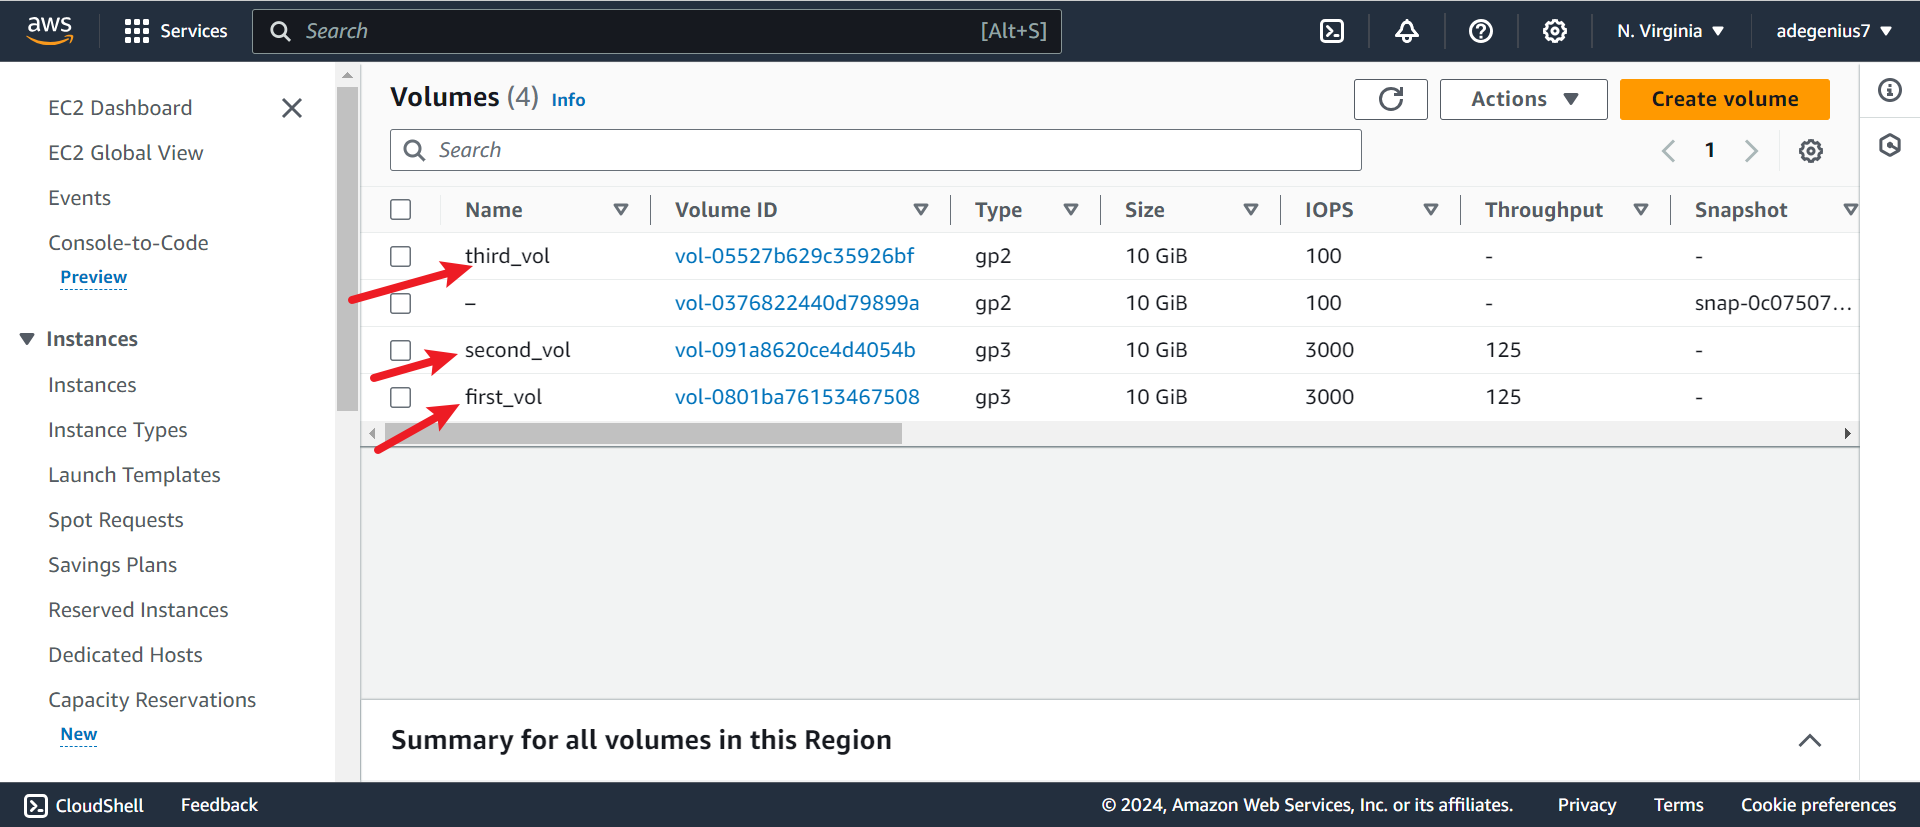 aws Services Search [Alt+S] N. Virginia adegenius7
EC2 Dashboard
EC2 Global View
Events
Console-to-Code
Preview
Instances
Instances
Instance Types
Launch Templates
Spot Requests
Savings Plans
Reserved Instances
Dedicated Hosts
Capacity Reservations
New
Volumes (4) Info Actions Create volume
Search 1
Name Volume ID Type Size IOPS Throughput Snapshot
third_vol vol-05527b629c35926bf gp2 10 GiB 100 - -
– vol-0376822440d79899a gp2 10 GiB 100 - snap-0c07507...
second_vol vol-091a8620ce4d4054b gp3 10 GiB 3000 125 -
first_vol vol-0801ba76153467508 gp3 10 GiB 3000 125 -
Summary for all volumes in this Region
CloudShell Feedback © 2024, Amazon Web Services, Inc. or its affiliates. Privacy Terms Cookie preferences